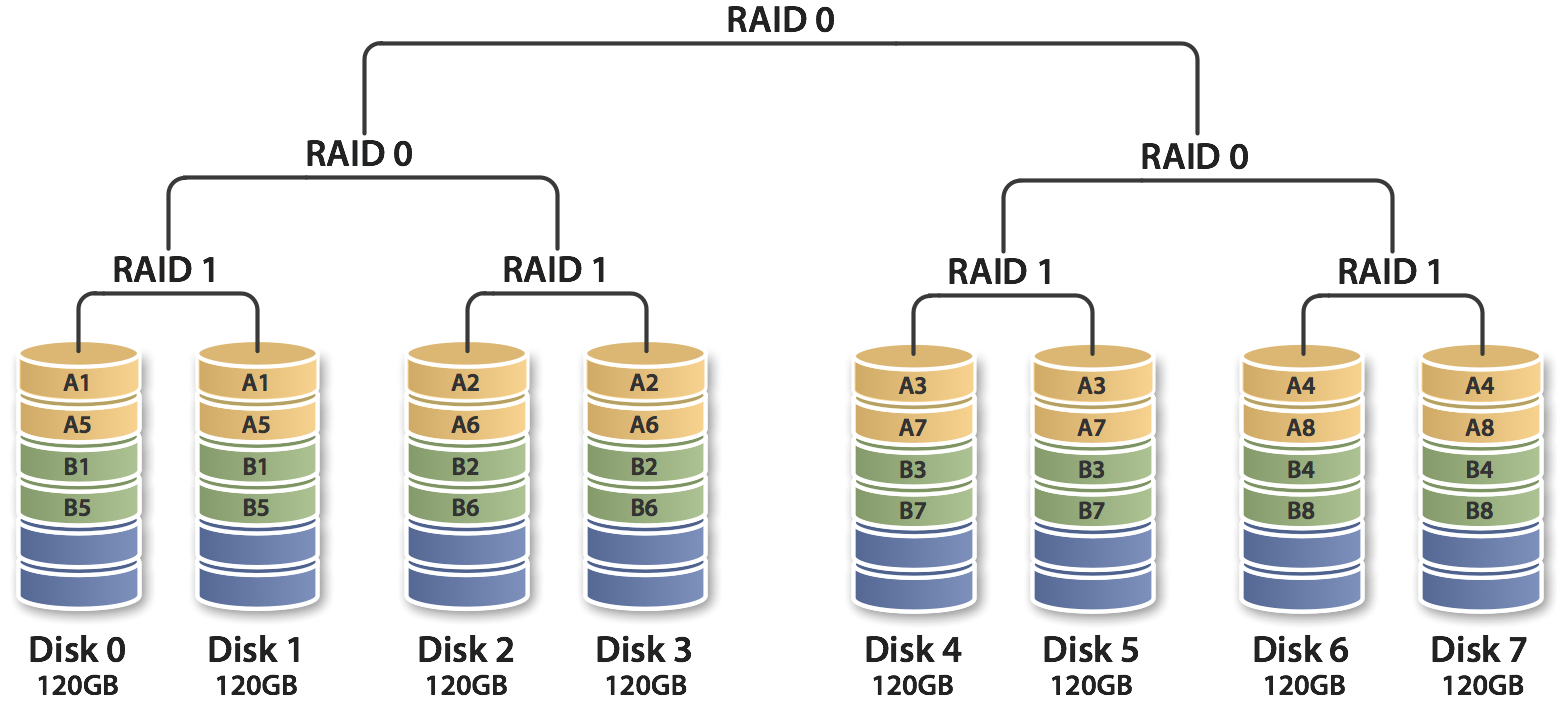 RAID 0
RAID 0 RAID 0
RAID 1 RAID 1 RAID 1 RAID 1
A1 A1 A2 A2 A3 A3 A4 A4
A5 A5 A6 A6 A7 A7 A8 A8
B1 B1 B2 B2 B3 B3 B4 B4
B5 B5 B6 B6 B7 B7 B8 B8
Disk 0 Disk 1 Disk 2 Disk 3 Disk 4 Disk 5 Disk 6 Disk 7
120GB 120GB 120GB 120GB 120GB 120GB 120GB 120GB